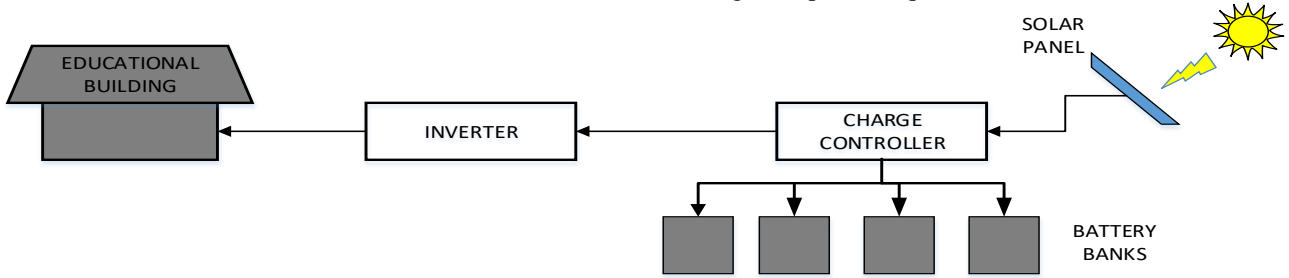 SOLAR
PANEL
EDUCATIONAL
BUILDING
INVERTER
CHARGE
CONTROLLER
BATTERY
BANKS